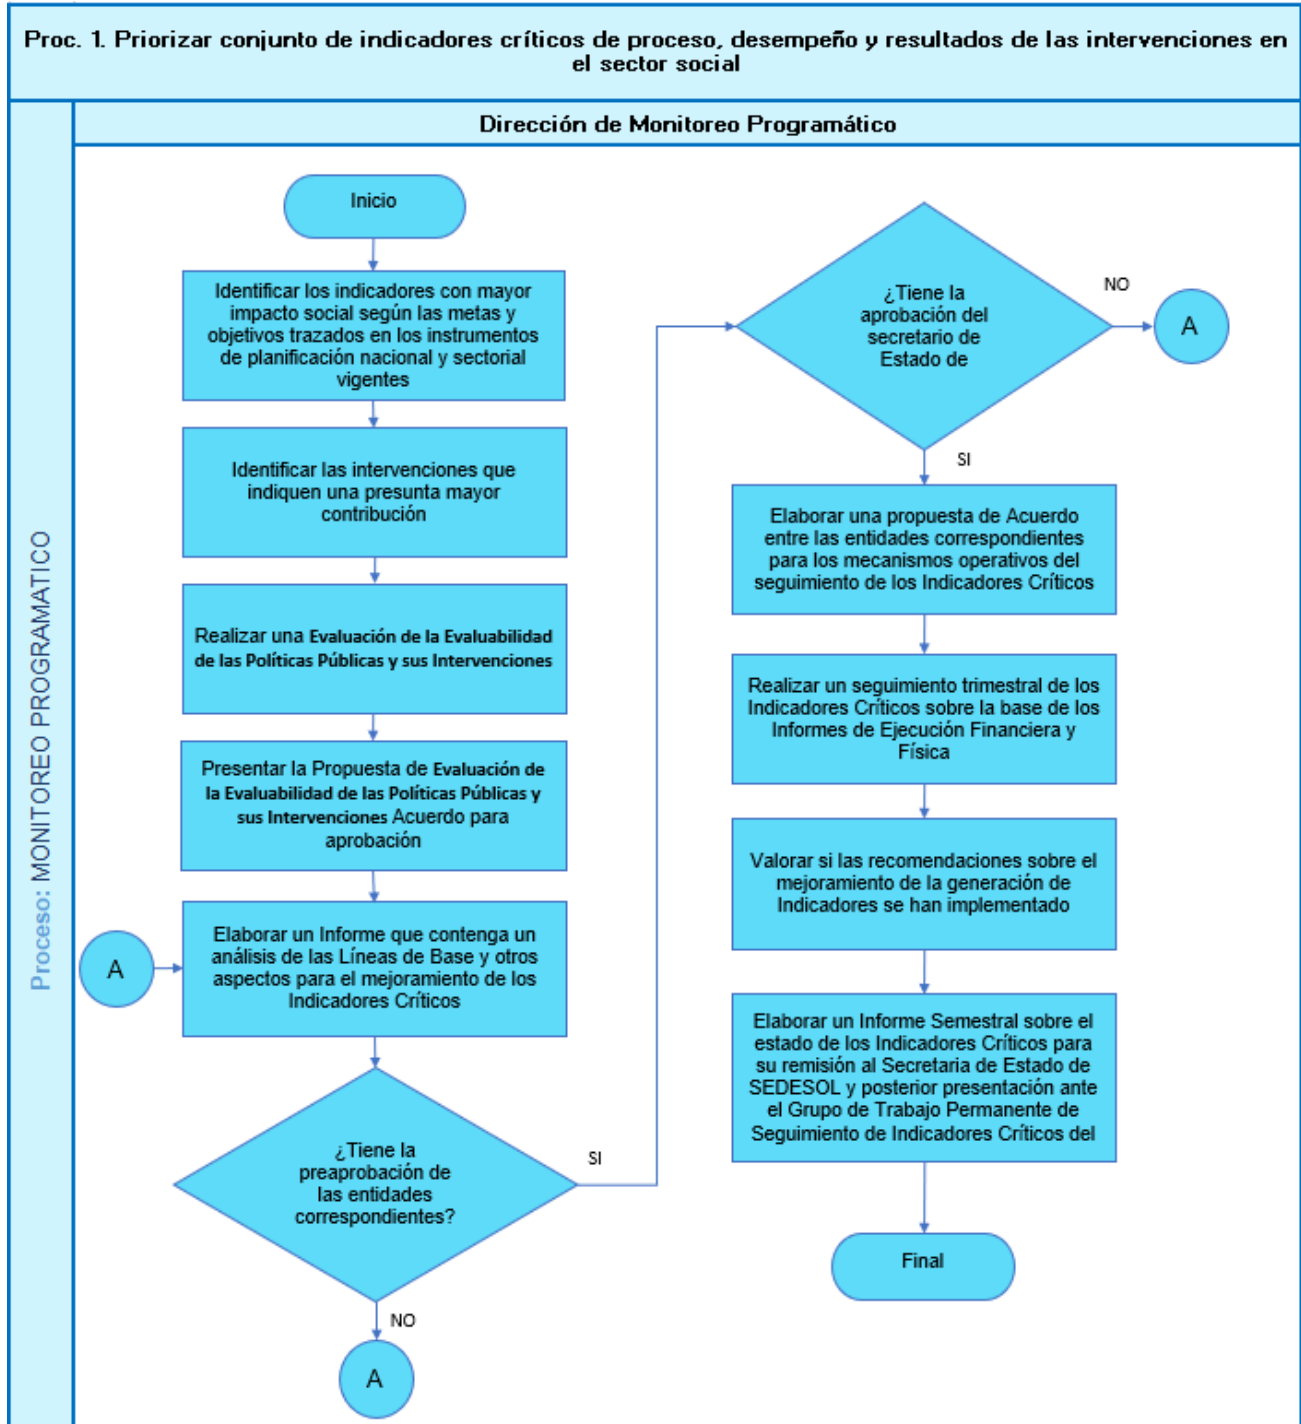 Proc. 1. Priorizar conjunto de indicadores críticos de proceso, desempeño y resultados de las intervenciones en
el sector social
Dirección de Monitoreo Programático
Proceso: MONITOREO PROGRAMATICO
Inicio
Identificar los indicadores con mayor
impacto social según las metas y
objetivos trazados en los instrumentos
de planificación nacional y sectorial
vigentes
Identificar las intervenciones que
indiquen una presunta mayor
contribución
Realizar una Evaluación de la Evaluabilidad
de las Políticas Públicas y sus Intervenciones
Presentar la Propuesta de Evaluación de
la Evaluabilidad de las Políticas Públicas y
sus Intervenciones Acuerdo para
aprobación
A
Elaborar un Informe que contenga un
análisis de las Líneas de Base y otros
aspectos para el mejoramiento de los
Indicadores Críticos
¿Tiene la
preaprobación de
las entidades
correspondientes?
SI
NO
A
¿Tiene la
aprobación del
secretario de
Estado de
NO
A
SI
Elaborar una propuesta de Acuerdo
entre las entidades correspondientes
para los mecanismos operativos del
seguimiento de los Indicadores Críticos
Realizar un seguimiento trimestral de los
Indicadores Críticos sobre la base de los
Informes de Ejecución Financiera y
Física
Valorar si las recomendaciones sobre el
mejoramiento de la generación de
Indicadores se han implementado
Elaborar un Informe Semestral sobre el
estado de los Indicadores Críticos para
su remisión al Secretaria de Estado de
SEDESOL y posterior presentación ante
el Grupo de Trabajo Permanente de
Seguimiento de Indicadores Críticos del
Final